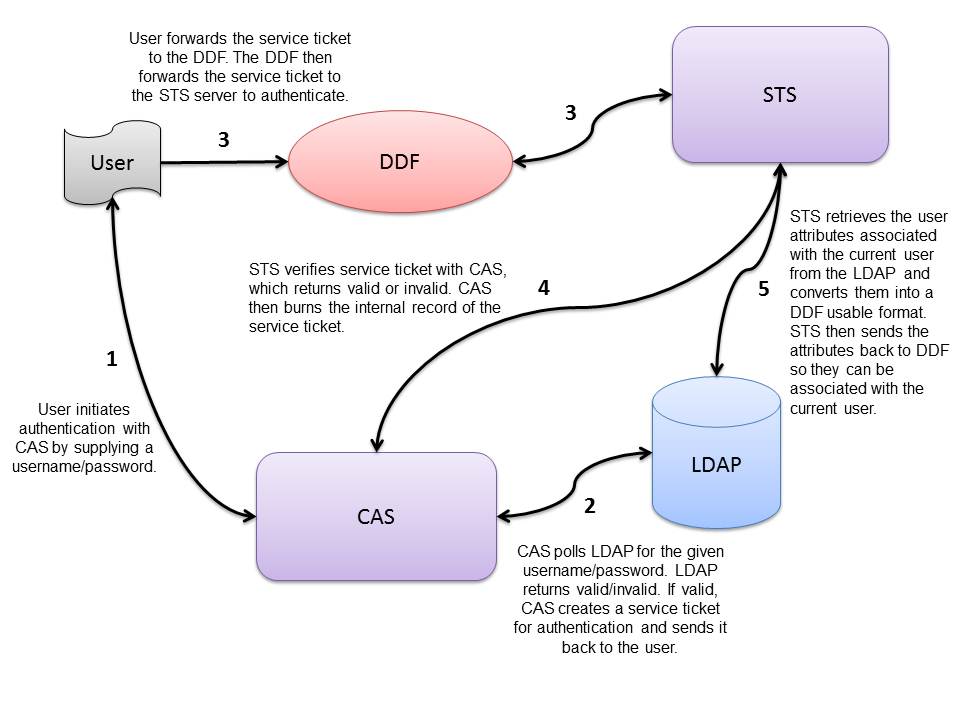 User forwards the service ticket
to the DDF. The DDF then
forwards the service ticket to
the STS server to authenticate.
STS
3
3
User
DDF
STS retrieves the user
attributes associated
with the current user
from the LDAP and
converts them into a
DDF usable format.
STS then sends the
attributes back to DDF
so they can be
associated with the
current user.
STS verifies service ticket with CAS,
which returns valid or invalid. CAS
then burns the internal record of the
service ticket.
4
5
1
User initiates
authentication with
CAS by supplying a
username/password.
LDAP
CAS
2
CAS polls LDAP for the given
username/password. LDAP
returns valid/invalid. If valid,
CAS creates a service ticket
for authentication and sends it
back to the user.